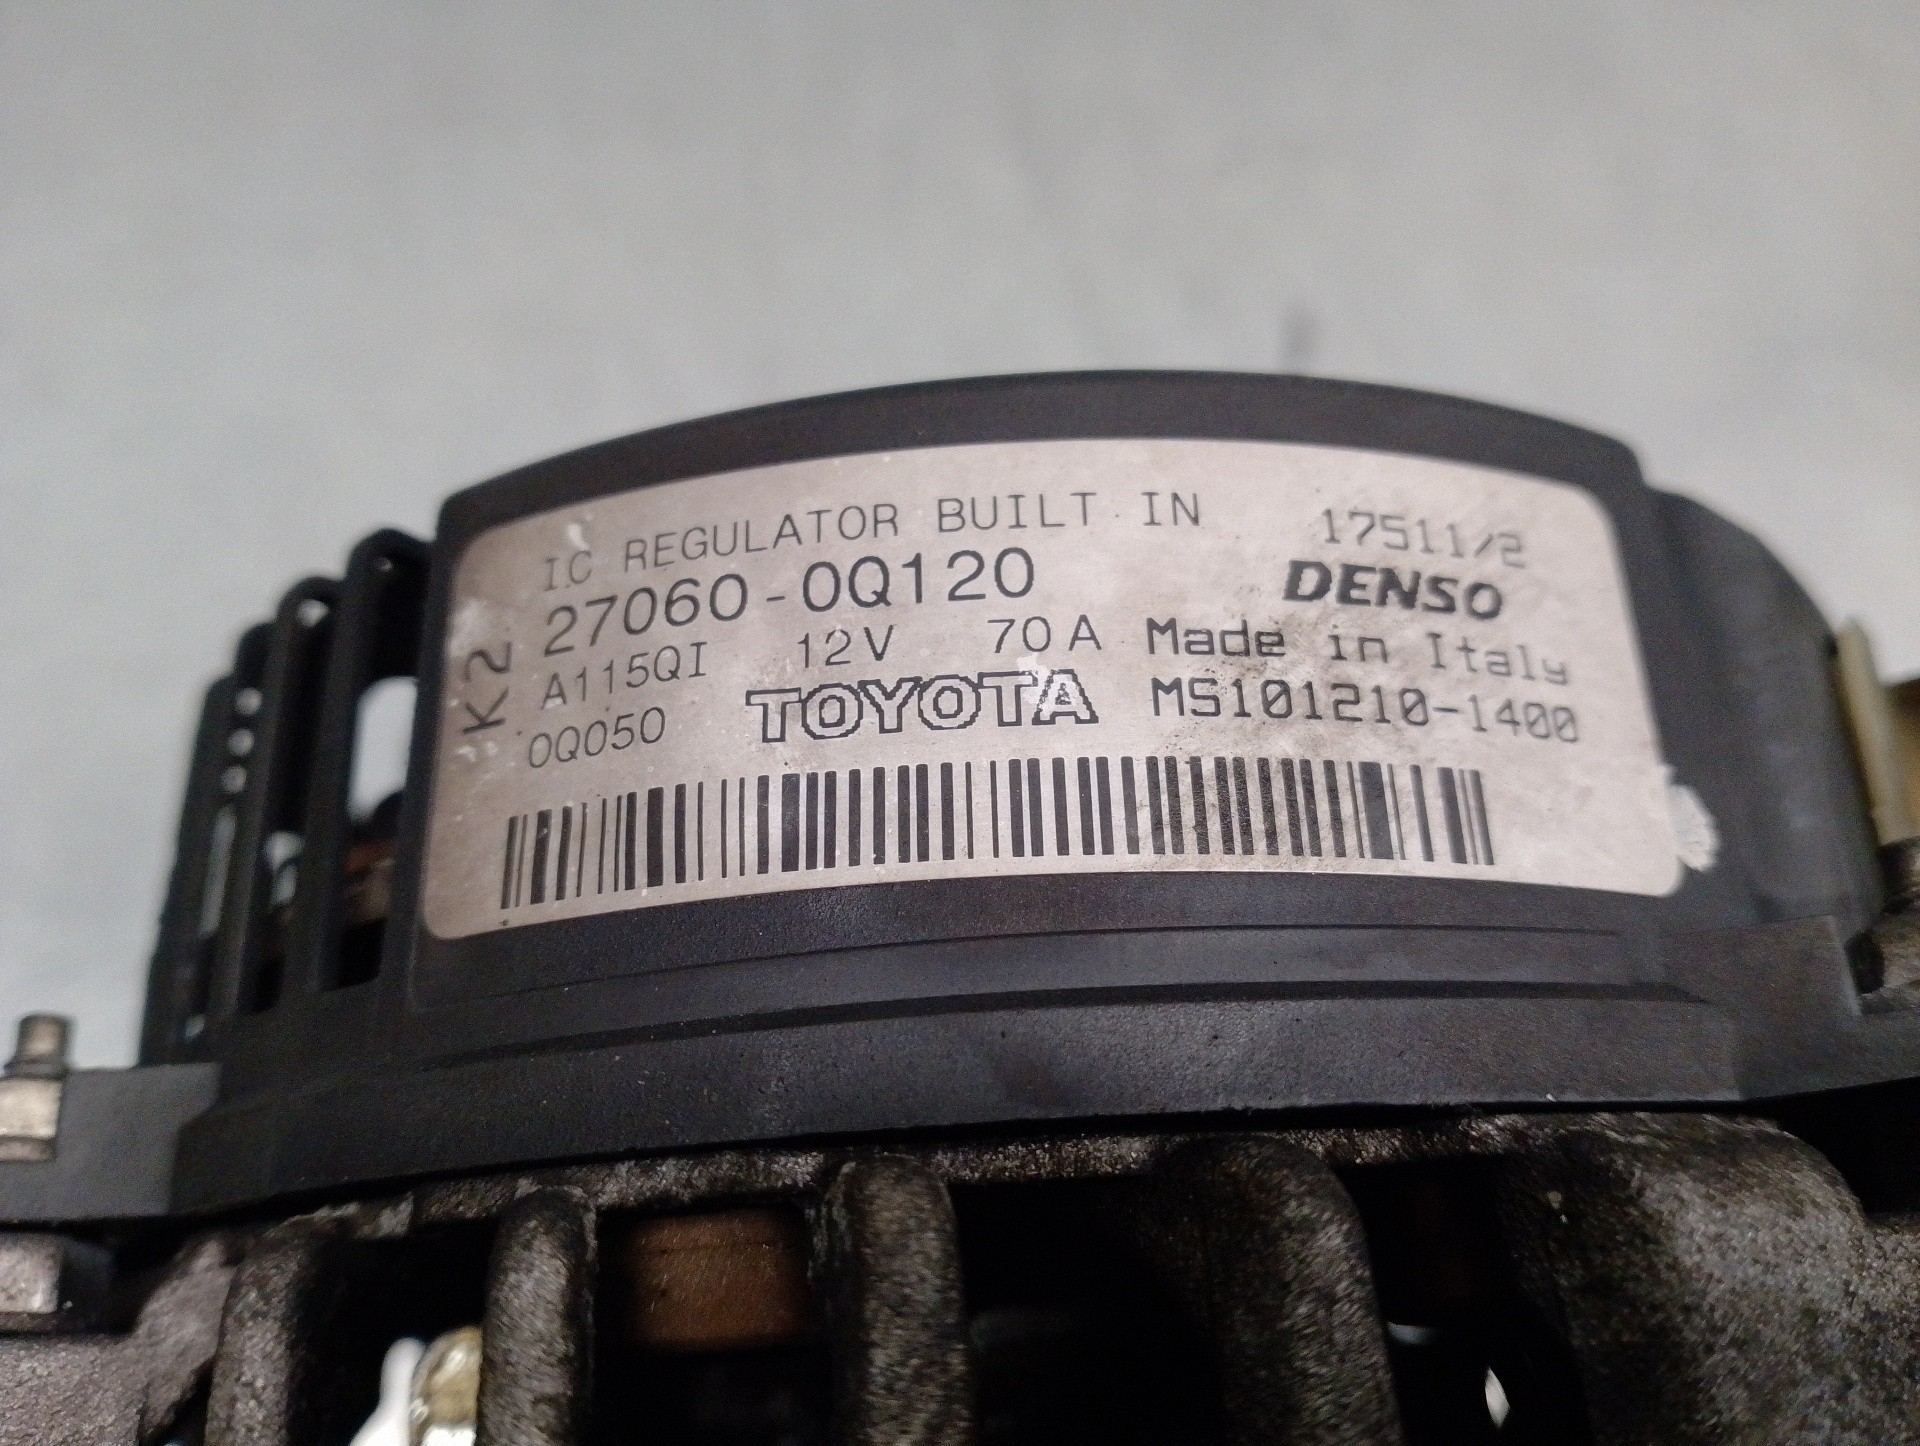 I.C REGULATOR BUILT IN
17511/2
27060-0Q120
DENSO
K2
A115QI 12V 70A Made in Italy
0Q050 TOYOTA MS101210-1400